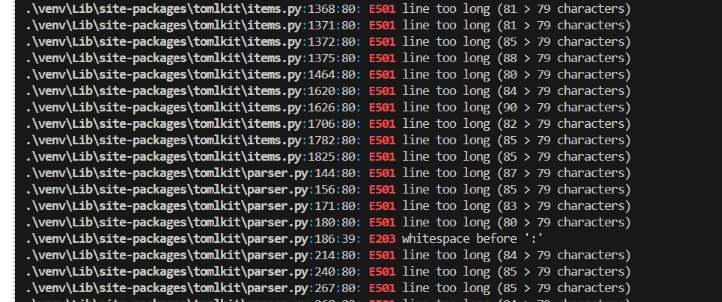 .\venv\Lib\site-packages\tomlkit\items.py:1368:80: E501 line too long (81 > 79 characters)
.\venv\Lib\site-packages\tomlkit\items.py:1371:80: E501 line too long (81 > 79 characters)
.\venv\Lib\site-packages\tomlkit\items.py:1372:80: E501 line too long (85 > 79 characters)
.\venv\Lib\site-packages\tomlkit\items.py:1375:80: E501 line too long (88 > 79 characters)
.\venv\Lib\site-packages\tomlkit\items.py:1464:80: E501 line too long (80 > 79 characters)
.\venv\Lib\site-packages\tomlkit\items.py:1620:80: E501 line too long (84 > 79 characters)
.\venv\Lib\site-packages\tomlkit\items.py:1626:80: E501 line too long (90 > 79 characters)
.\venv\Lib\site-packages\tomlkit\items.py:1706:80: E501 line too long (82 > 79 characters)
.\venv\Lib\site-packages\tomlkit\items.py:1782:80: E501 line too long (85 > 79 characters)
.\venv\Lib\site-packages\tomlkit\items.py:1825:80: E501 line too long (85 > 79 characters)
.\venv\Lib\site-packages\tomlkit\parser.py:144:80: E501 line too long (87 > 79 characters)
.\venv\Lib\site-packages\tomlkit\parser.py:156:80: E501 line too long (85 > 79 characters)
.\venv\Lib\site-packages\tomlkit\parser.py:171:80: E501 line too long (83 > 79 characters)
.\venv\Lib\site-packages\tomlkit\parser.py:180:80: E501 line too long (80 > 79 characters)
.\venv\Lib\site-packages\tomlkit\parser.py:186:39: E203 whitespace before ':'
.\venv\Lib\site-packages\tomlkit\parser.py:214:80: E501 line too long (84 > 79 characters)
.\venv\Lib\site-packages\tomlkit\parser.py:240:80: E501 line too long (85 > 79 characters)
.\venv\Lib\site-packages\tomlkit\parser.py:267:80: E501 line too long (85 > 79 characters)